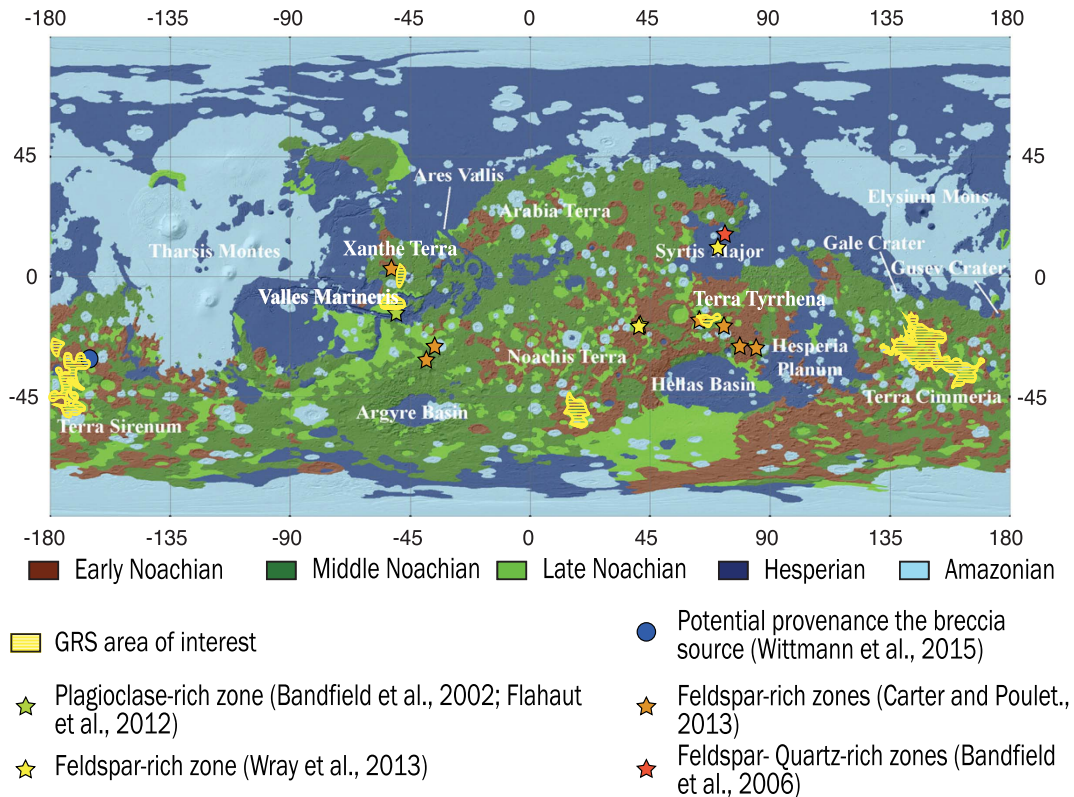 -180 -135 -90 -45 0 45 90 135 180
45 45
Ares Vallis
Elysium Mons
Arabia Terra
Tharsis Montes Xanthe Terra Syrtis Major Gale Crater
0 0
Gusev Crater
Valles Marineris Terra Tyrrhena
Noachis Terra Hesperia
Planum
Hellas Basin
-45 -45
Argyre Basin Terra Cimmeria
Terra Sirenum
-180 -135 -90 -45 0 45 90 135 180
Early Noachian Middle Noachian Late Noachian Hesperian Amazonian
GRS area of interest
Potential provenance the breccia
source (Wittmann et al., 2015)
Plagioclase-rich zone (Bandfield et al., 2002; Flahaut
et al., 2012)
Feldspar-rich zones (Carter and Poulet.,
2013)
Feldspar-rich zone (Wray et al., 2013)
Feldspar- Quartz-rich zones (Bandfield
et al., 2006)